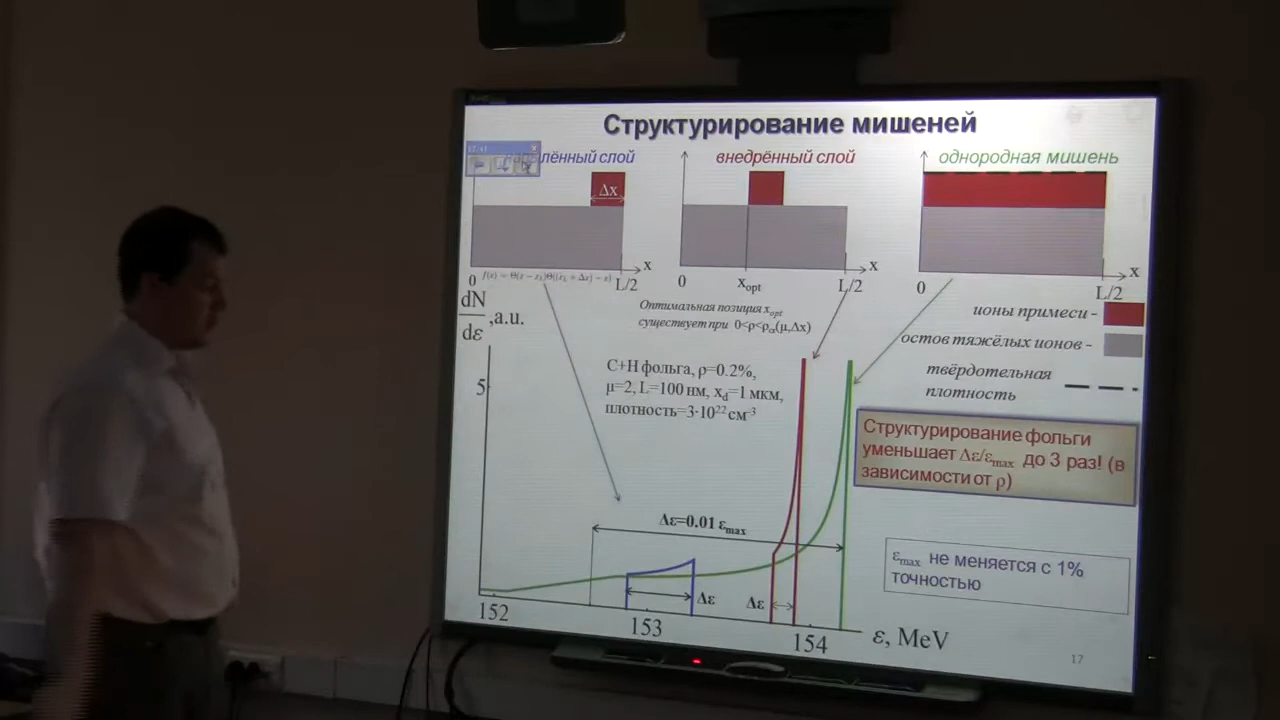 Структурирование мишеней
слой
внедрённый слой
однородная мишень
Δx
0
L/2
x
0
x_opt
L/2
x
0
L/2
x
Оптимальная позиция x_opt
существует при 0<ρ<ρ_cr(μ,Δx)
ионы примеси -
остов тяжёлых ионов -
твёрдотельная
плотность
dN
dε
,a.u.
5
C+H фольга, ρ=0.2%,
μ=2, L=100 нм, x_d=1 мкм,
плотность=3·10²² см⁻³
Структурирование фольги
уменьшает Δε/ε_max до 3 раз! (в
зависимости от ρ)
Δε=0.01 ε_max
Δε
Δε
ε_max не меняется с 1%
точностью
152
153
154
ε, MeV
17